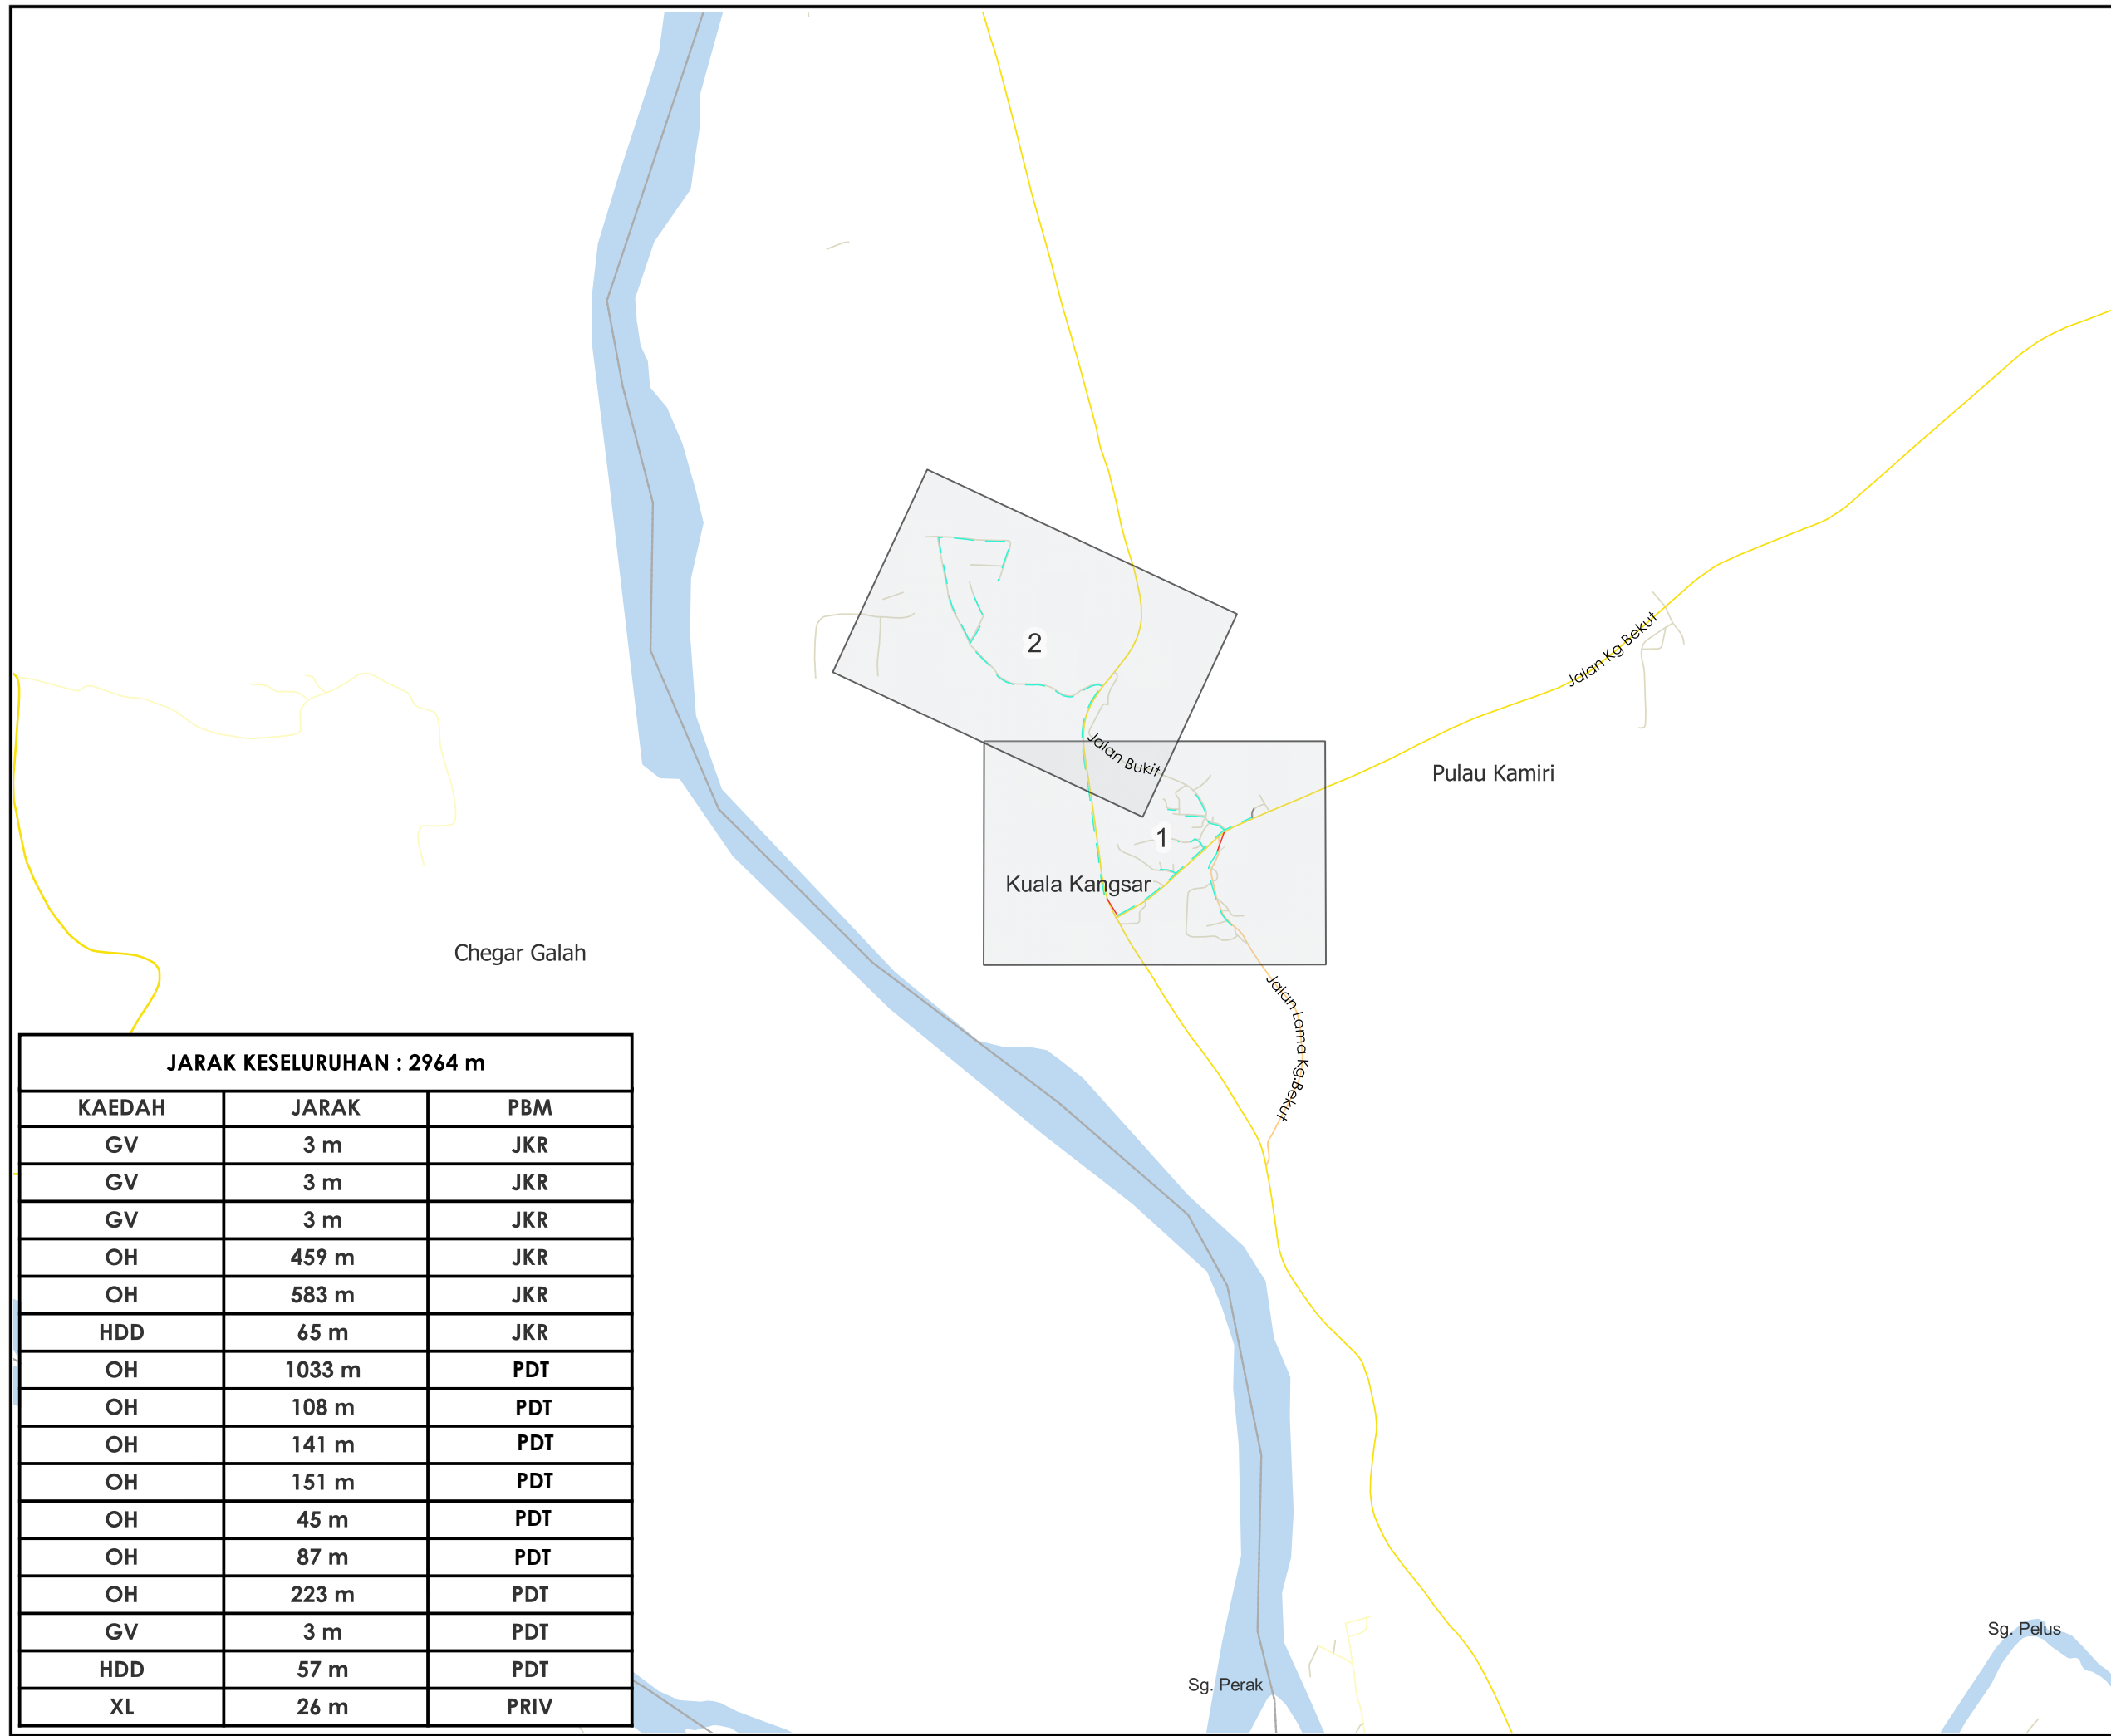 2
Jalan Kg Bekut
Jalan Bukit
Pulau Kamiri
1
Kuala Kangsar
Chegar Galah
Jalan Lama Kg.Bekut
JARAK KESELURUHAN : 2964 m
KAEDAH JARAK PBM
GV 3 m JKR
GV 3 m JKR
GV 3 m JKR
OH 459 m JKR
OH 583 m JKR
HDD 65 m JKR
OH 1033 m PDT
OH 108 m PDT
OH 141 m PDT
OH 151 m PDT
OH 45 m PDT
OH 87 m PDT
OH 223 m PDT
GV 3 m PDT
HDD 57 m PDT
XL 26 m PRIV
Sg. Pelus
Sg. Perak